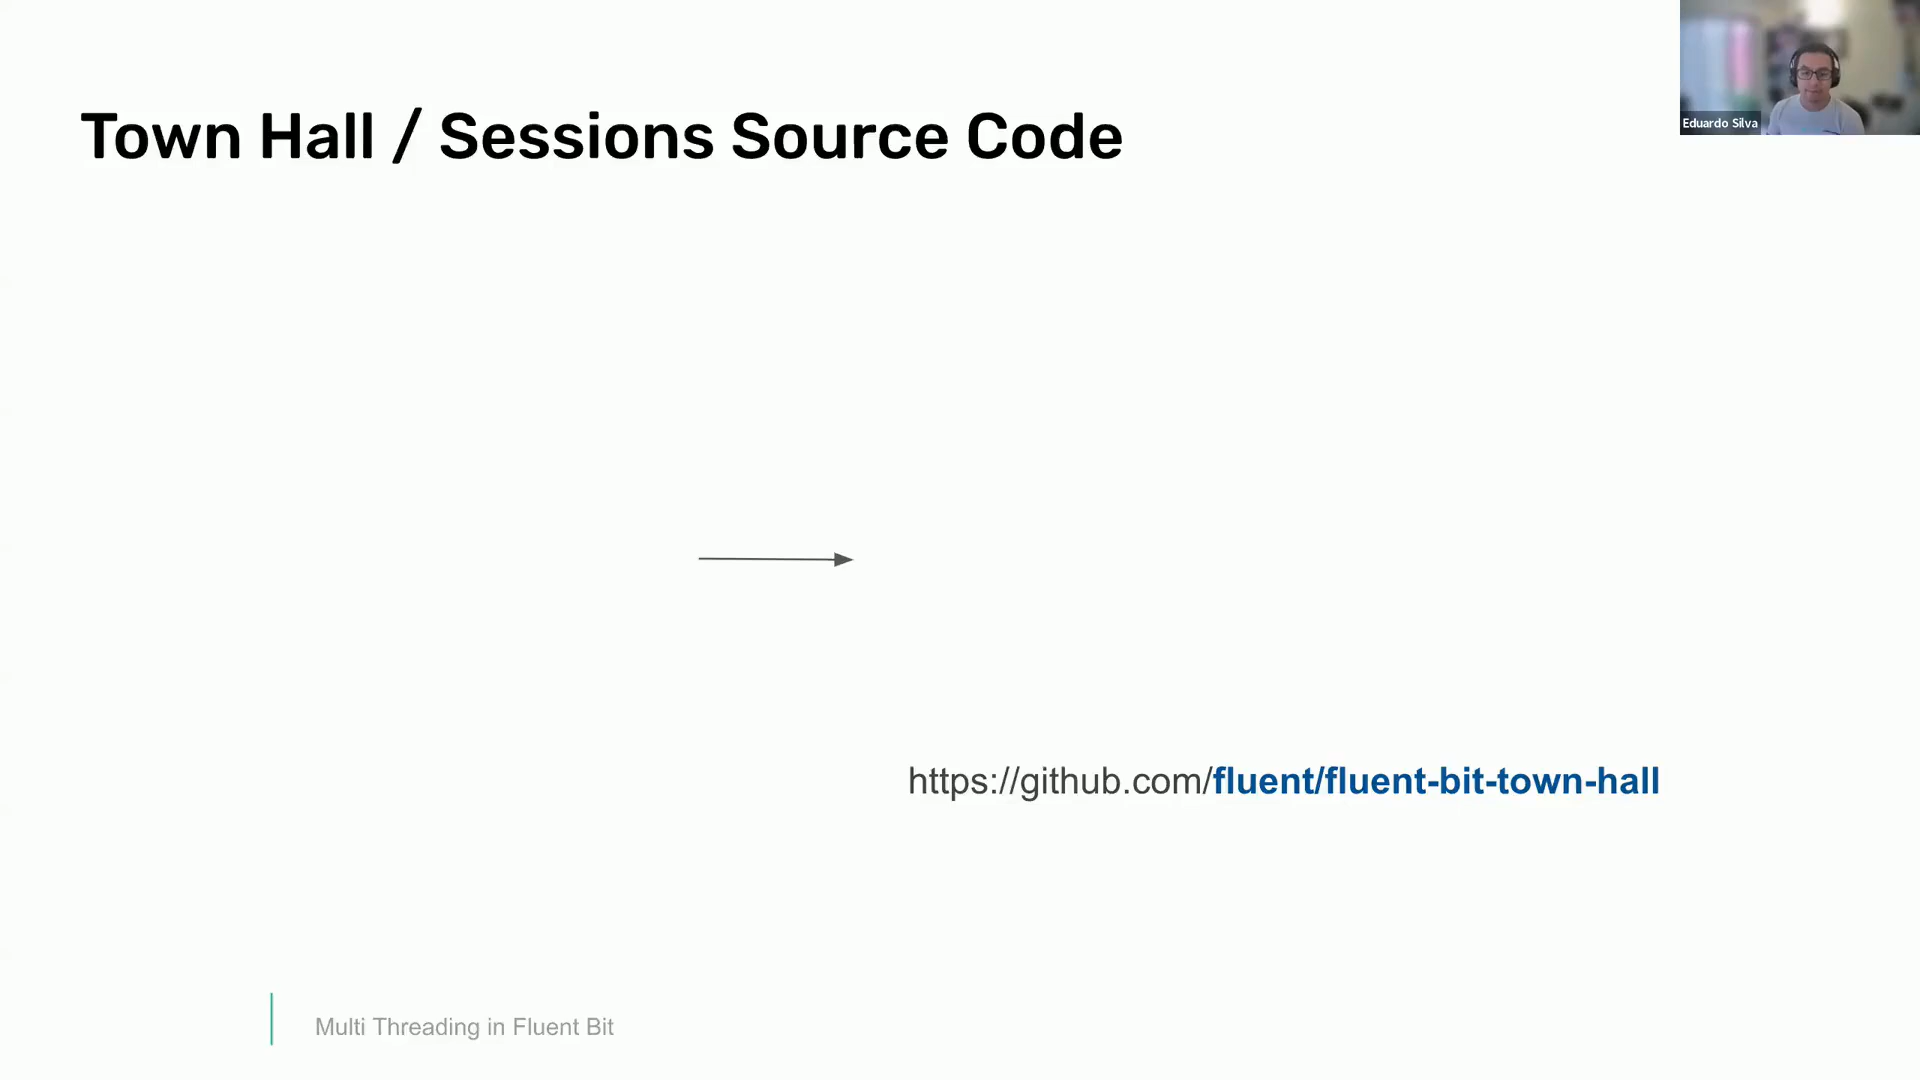 Town Hall / Sessions Source Code
Eduardo Silva
https://github.com/fluent/fluent-bit-town-hall
Multi Threading in Fluent Bit